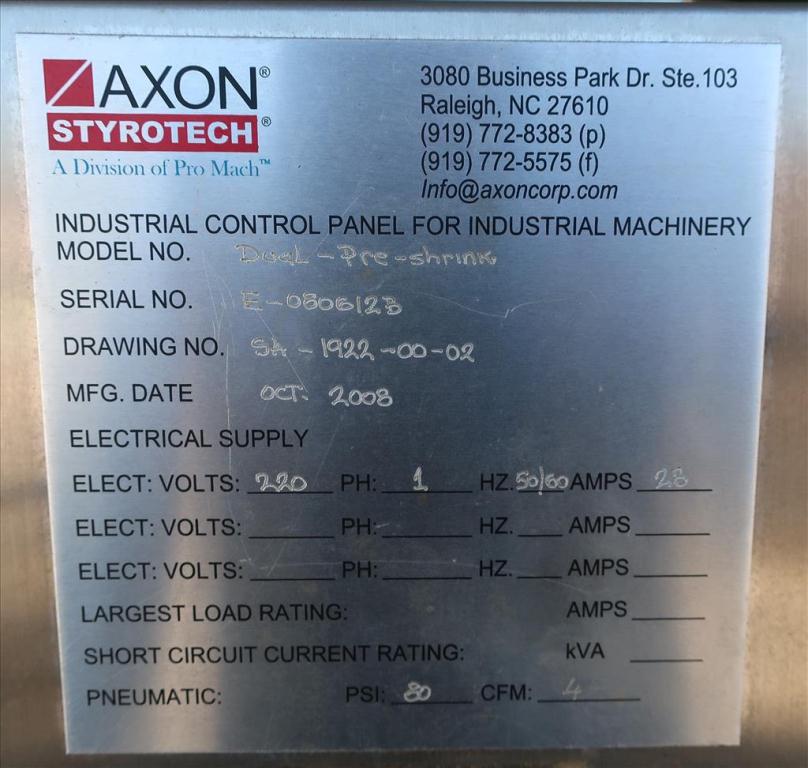 AXON®
STYROTECH®
A Division of Pro Mach™
3080 Business Park Dr. Ste.103
Raleigh, NC 27610
(919) 772-8383 (p)
(919) 772-5575 (f)
Info@axoncorp.com
INDUSTRIAL CONTROL PANEL FOR INDUSTRIAL MACHINERY
MODEL NO. Dual-Pre-shrink
SERIAL NO. E-080612B
DRAWING NO. SA-1922-00-02
MFG. DATE OCT. 2008
ELECTRICAL SUPPLY
ELECT: VOLTS: 220 PH: 1 HZ. 50/60 AMPS 28
ELECT: VOLTS: PH: HZ. AMPS
ELECT: VOLTS: PH: HZ. AMPS
LARGEST LOAD RATING: AMPS
SHORT CIRCUIT CURRENT RATING: kVA
PNEUMATIC: PSI: 80 CFM: 4